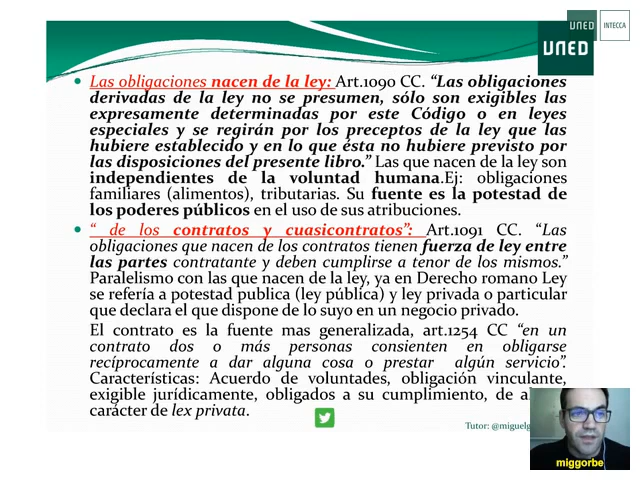 UNED
INTECCA
UNED
• Las obligaciones nacen de la ley: Art.1090 CC. “Las obligaciones
derivadas de la ley no se presumen, sólo son exigibles las
expresamente determinadas por este Código o en leyes
especiales y se regirán por los preceptos de la ley que las
hubiere establecido y en lo que ésta no hubiere previsto por
las disposiciones del presente libro.” Las que nacen de la ley son
independientes de la voluntad humana.Ej: obligaciones
familiares (alimentos), tributarias. Su fuente es la potestad de
los poderes públicos en el uso de sus atribuciones.
• “ de los contratos y cuasicontratos”: Art.1091 CC. “Las
obligaciones que nacen de los contratos tienen fuerza de ley entre
las partes contratante y deben cumplirse a tenor de los mismos.”
Paralelismo con las que nacen de la ley, ya en Derecho romano Ley
se refería a potestad publica (ley pública) y ley privada o particular
que declara el que dispone de lo suyo en un negocio privado.
El contrato es la fuente mas generalizada, art.1254 CC “en un
contrato dos o más personas consienten en obligarse
recíprocamente a dar alguna cosa o prestar algún servicio”.
Características: Acuerdo de voluntades, obligación vinculante,
exigible jurídicamente, obligados a su cumplimiento, de
carácter de lex privata.
Tutor:
miggorbe